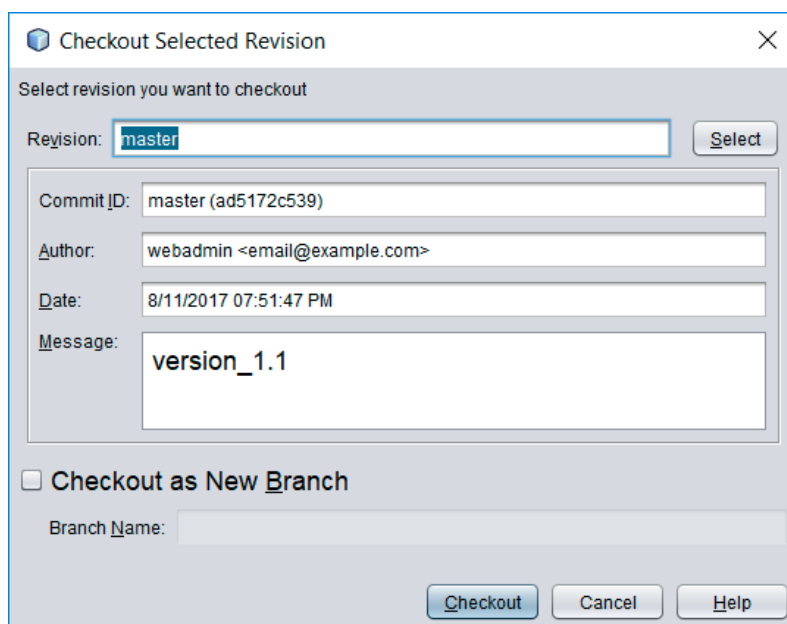 Checkout Selected Revision
Select revision you want to checkout
Revision: master Select
Commit ID: master (ad5172c539)
Author: webadmin <email@example.com>
Date: 8/11/2017 07:51:47 PM
Message: version_1.1
Checkout as New Branch
Branch Name:
Checkout Cancel Help